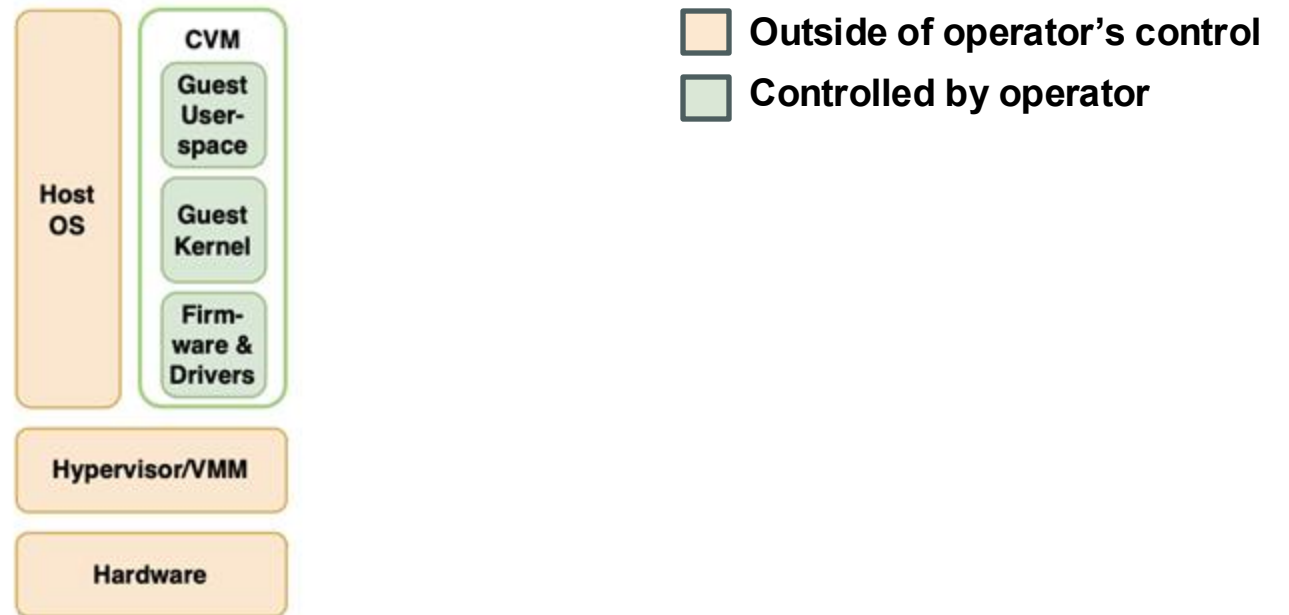 CVM
Guest
User-
space
Host
OS
Guest
Kernel
Firm-
ware &
Drivers
Hypervisor/VMM
Hardware
Outside of operator's control
Controlled by operator